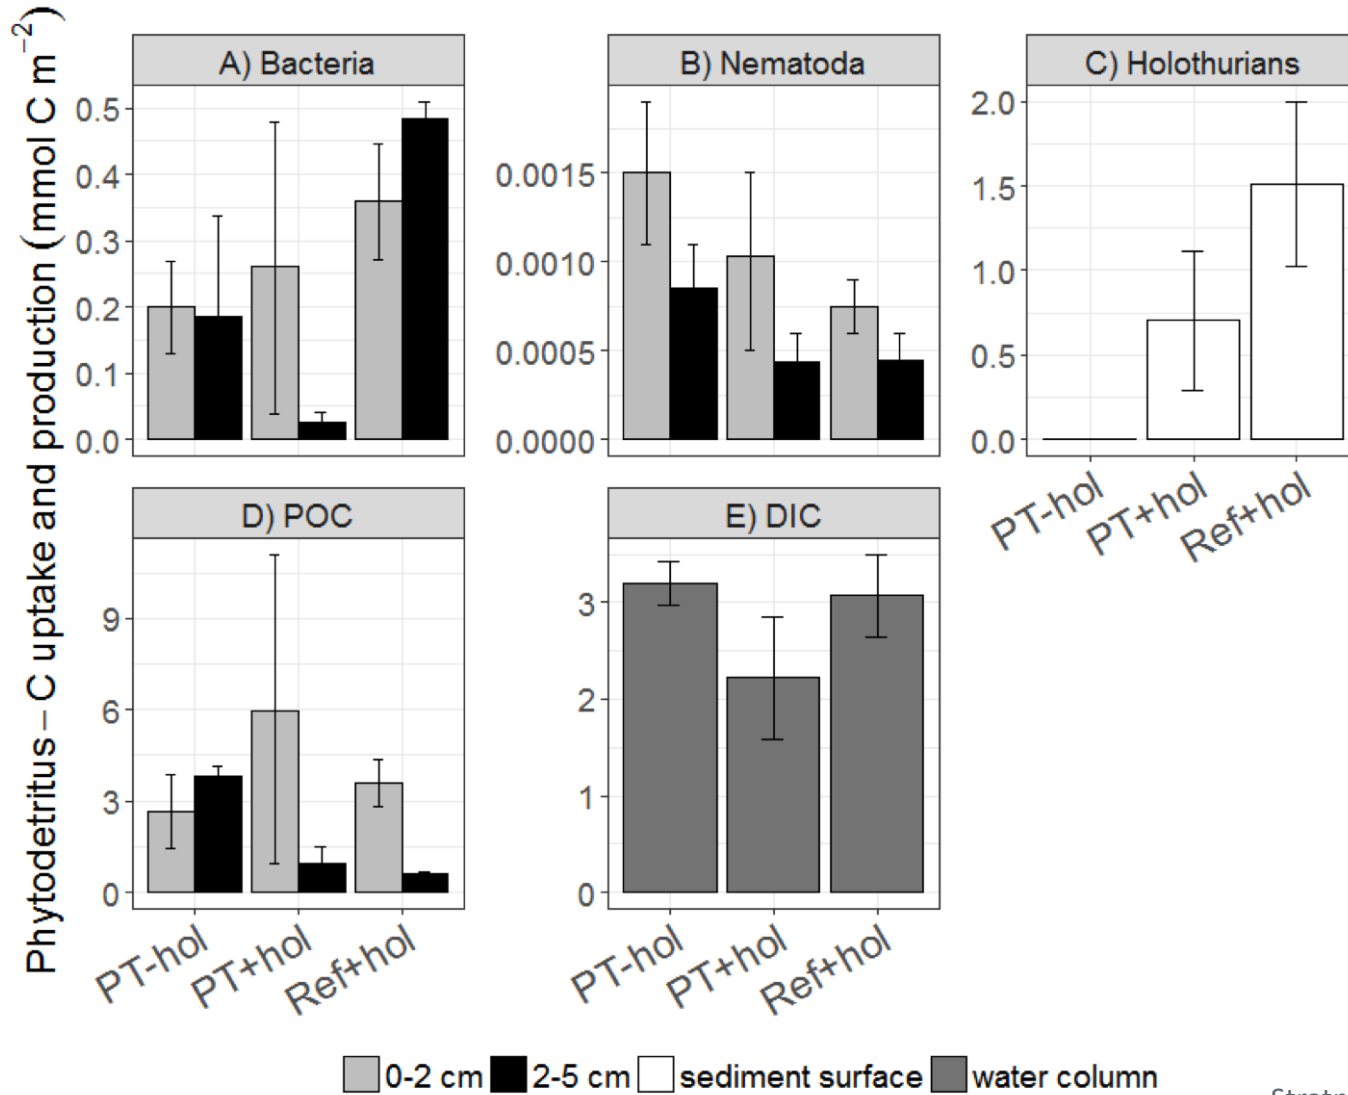 Phytodetritus – C uptake and production (mmol C m⁻²)
A) Bacteria
0.5
0.4
0.3
0.2
0.1
0.0
B) Nematoda
0.0015
0.0010
0.0005
0.0000
C) Holothurians
2.0
1.5
1.0
0.5
0.0
PT-hol
PT+hol
Ref+hol
D) POC
9
6
3
0
PT-hol
PT+hol
Ref+hol
E) DIC
3
2
1
0
PT-hol
PT+hol
Ref+hol
0-2 cm 2-5 cm sediment surface water column